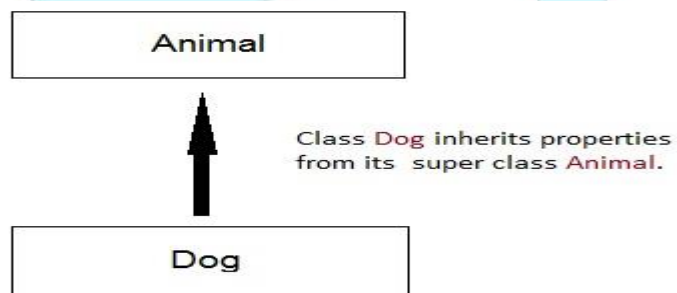 Animal
Class Dog inherits properties
from its super class Animal.
Dog